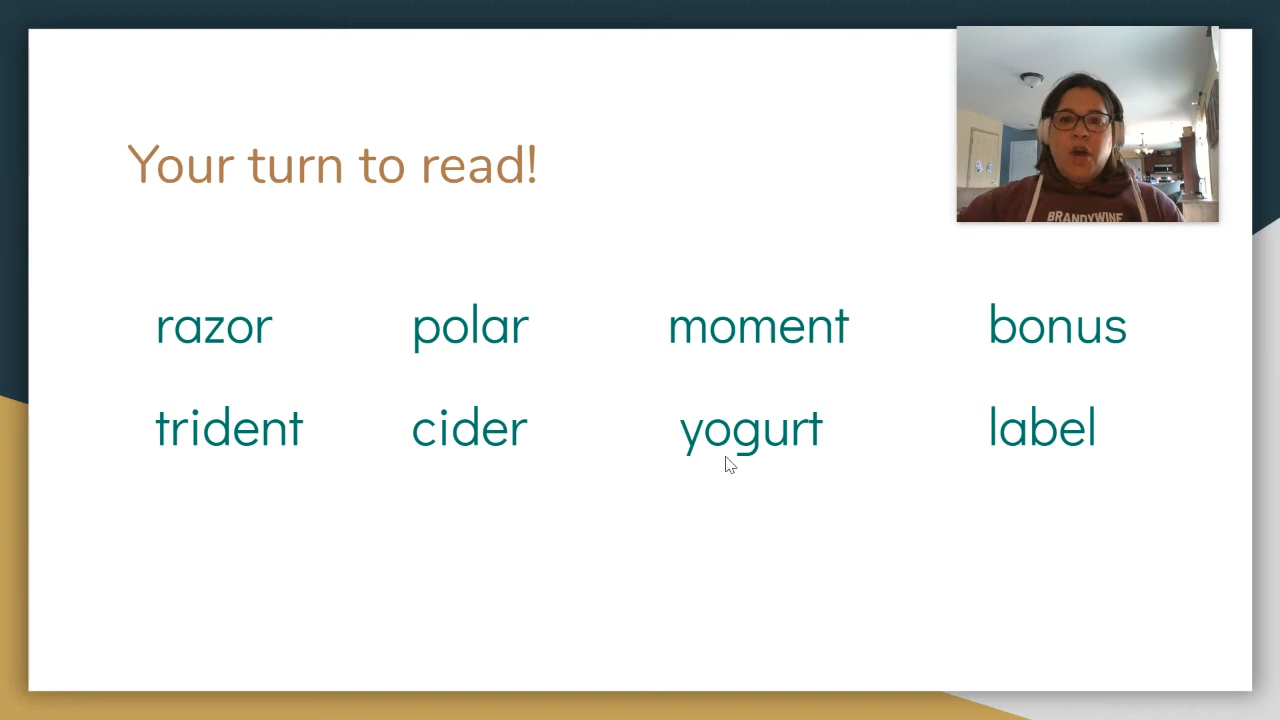 Your turn to read!
razor polar moment bonus
trident cider yogurt label
BRANDYWINE